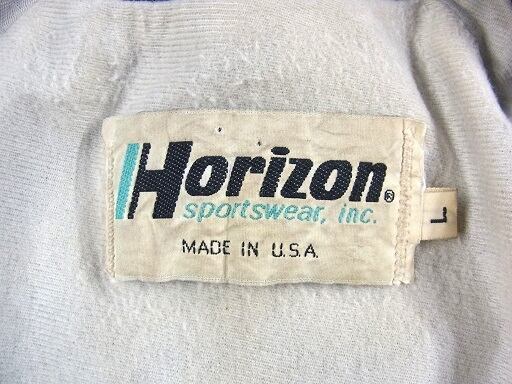 Horizon®
sportswear, inc.
MADE IN U.S.A.
L